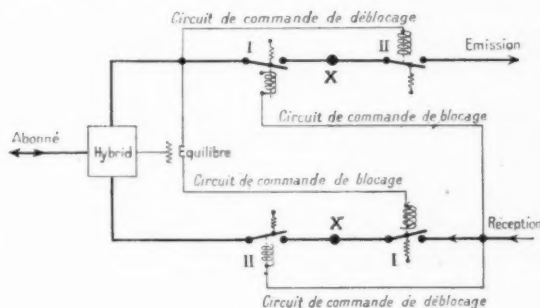 Circuit de commande de déblocage
I
II
Emission
X
Circuit de commande de blocage
Abonné
Hybrid
Equilibre
Circuit de commande de blocage
X
Réception
II
I
Circuit de commande de déblocage